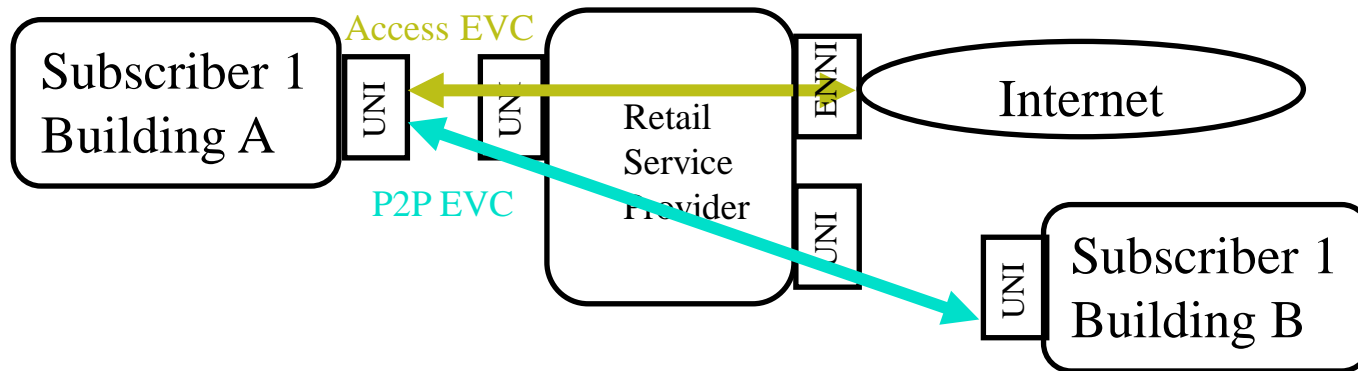 Access EVC
Subscriber 1
Building A
UNI
UNI
Retail
Service
Provider
ENNI
Internet
P2P EVC
UNI
UNI
Subscriber 1
Building B